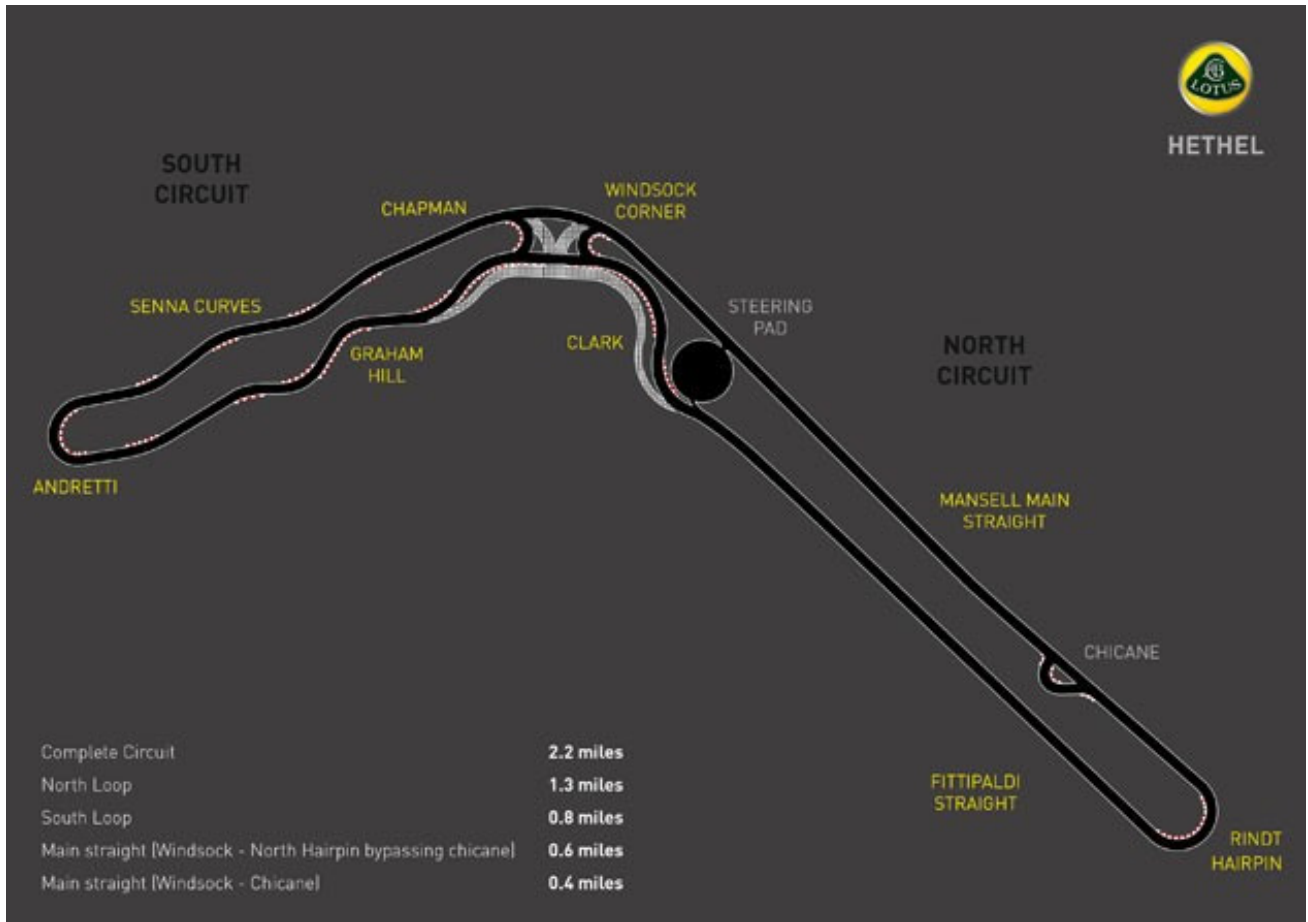 LOTUS
HETHEL
SOUTH
CIRCUIT
CHAPMAN
WINDSOCK
CORNER
SENNA CURVES
STEERING
PAD
GRAHAM
HILL
CLARK
NORTH
CIRCUIT
ANDRETTI
MANSELL MAIN
STRAIGHT
CHICANE
FITTIPALDI
STRAIGHT
RINDT
HAIRPIN
Complete Circuit 2.2 miles
North Loop 1.3 miles
South Loop 0.8 miles
Main straight (Windsock - North Hairpin bypassing chicane) 0.6 miles
Main straight (Windsock - Chicane) 0.4 miles